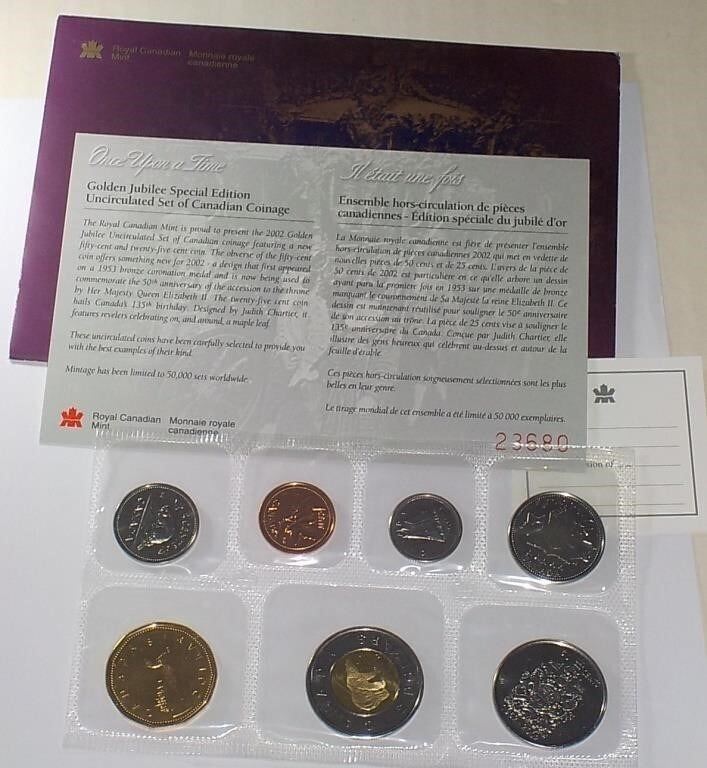 Royal Canadian Mint
Monnaie royale canadienne
Once Upon a Time
Golden Jubilee Special Edition
Uncirculated Set of Canadian Coinage
The Royal Canadian Mint is proud to present the 2002 Golden
Jubilee Uncirculated Set of Canadian coinage featuring a new
fifty-cent and twenty-five cent coin. The obverse of the fifty-cent
coin offers something new for 2002 - a design that first appeared
on a 1953 bronze coronation medal and is now being used to
commemorate the 50th anniversary of the accession to the throne
by Her Majesty Queen Elizabeth II. The twenty-five cent coin
hails Canada's 135th birthday. Designed by Judith Chartier, it
features revelers celebrating on, and around, a maple leaf.
These uncirculated coins have been carefully selected to provide you
with the best examples of their kind.
Mintage has been limited to 50,000 sets worldwide.
Royal Canadian Mint
Monnaie royale canadienne
Il était une fois
Ensemble hors-circulation de pièces
canadiennes - Édition spéciale du jubilé d'or
La Monnaie royale canadienne est fière de présenter l'ensemble
hors-circulation de pièces canadiennes 2002 qui met en vedette de
nouvelles pièces de 50 cents et de 25 cents. L'avers de la pièce de
50 cents de 2002 est particulière en ce qu'elle arbore un dessin
ayant paru la première fois en 1953 sur une médaille de bronze
marquant le couronnement de Sa Majesté la reine Elizabeth II. Ce
dessin est maintenant réutilisé pour souligner le 50e anniversaire
de son accession au trône. La pièce de 25 cents vise à souligner le
135e anniversaire du Canada. Conçue par Judith Chartier, elle
illustre des gens heureux qui célèbrent au-dessus et autour de la
feuille d'érable.
Ces pièces hors-circulation soigneusement sélectionnées sont les plus
belles en leur genre.
Le tirage mondial de cet ensemble a été limité à 50 000 exemplaires.
23680
of